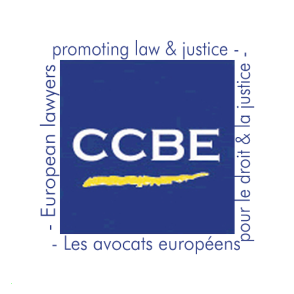 - European lawyers
promoting law & justice -
CCBE
- Les avocats européens
pour le droit & la justice -